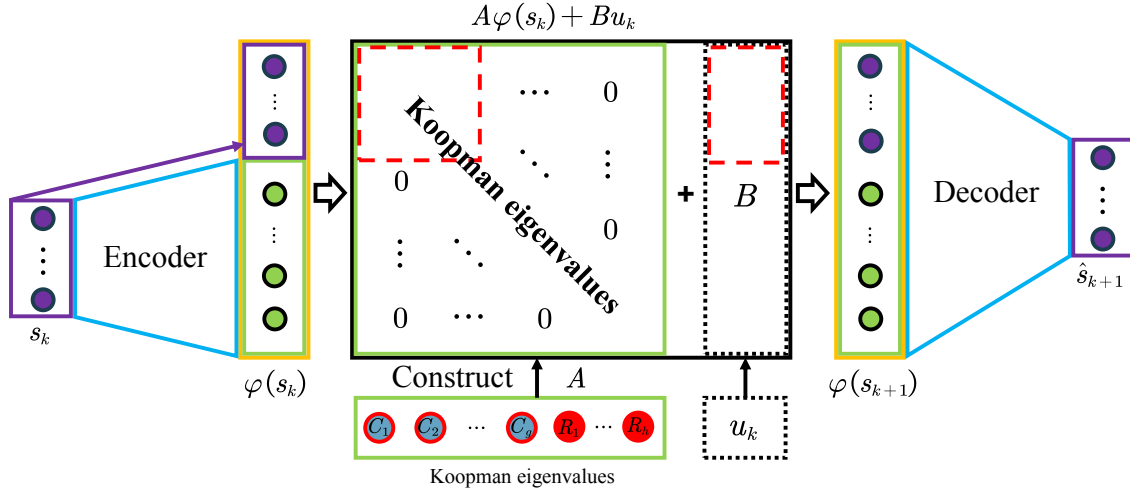 Aφ(s_k) + Bu_k
⋯ 0
0 ⋱ ⋮
Koopman eigenvalues
0
⋮ ⋱
0 ⋯ 0
+
B
Encoder
Decoder
s_k
ŝ_{k+1}
φ(s_k)
φ(s_{k+1})
Construct A
C_1 C_2 ⋯ C_g R_1 ⋯ R_h
u_k
Koopman eigenvalues